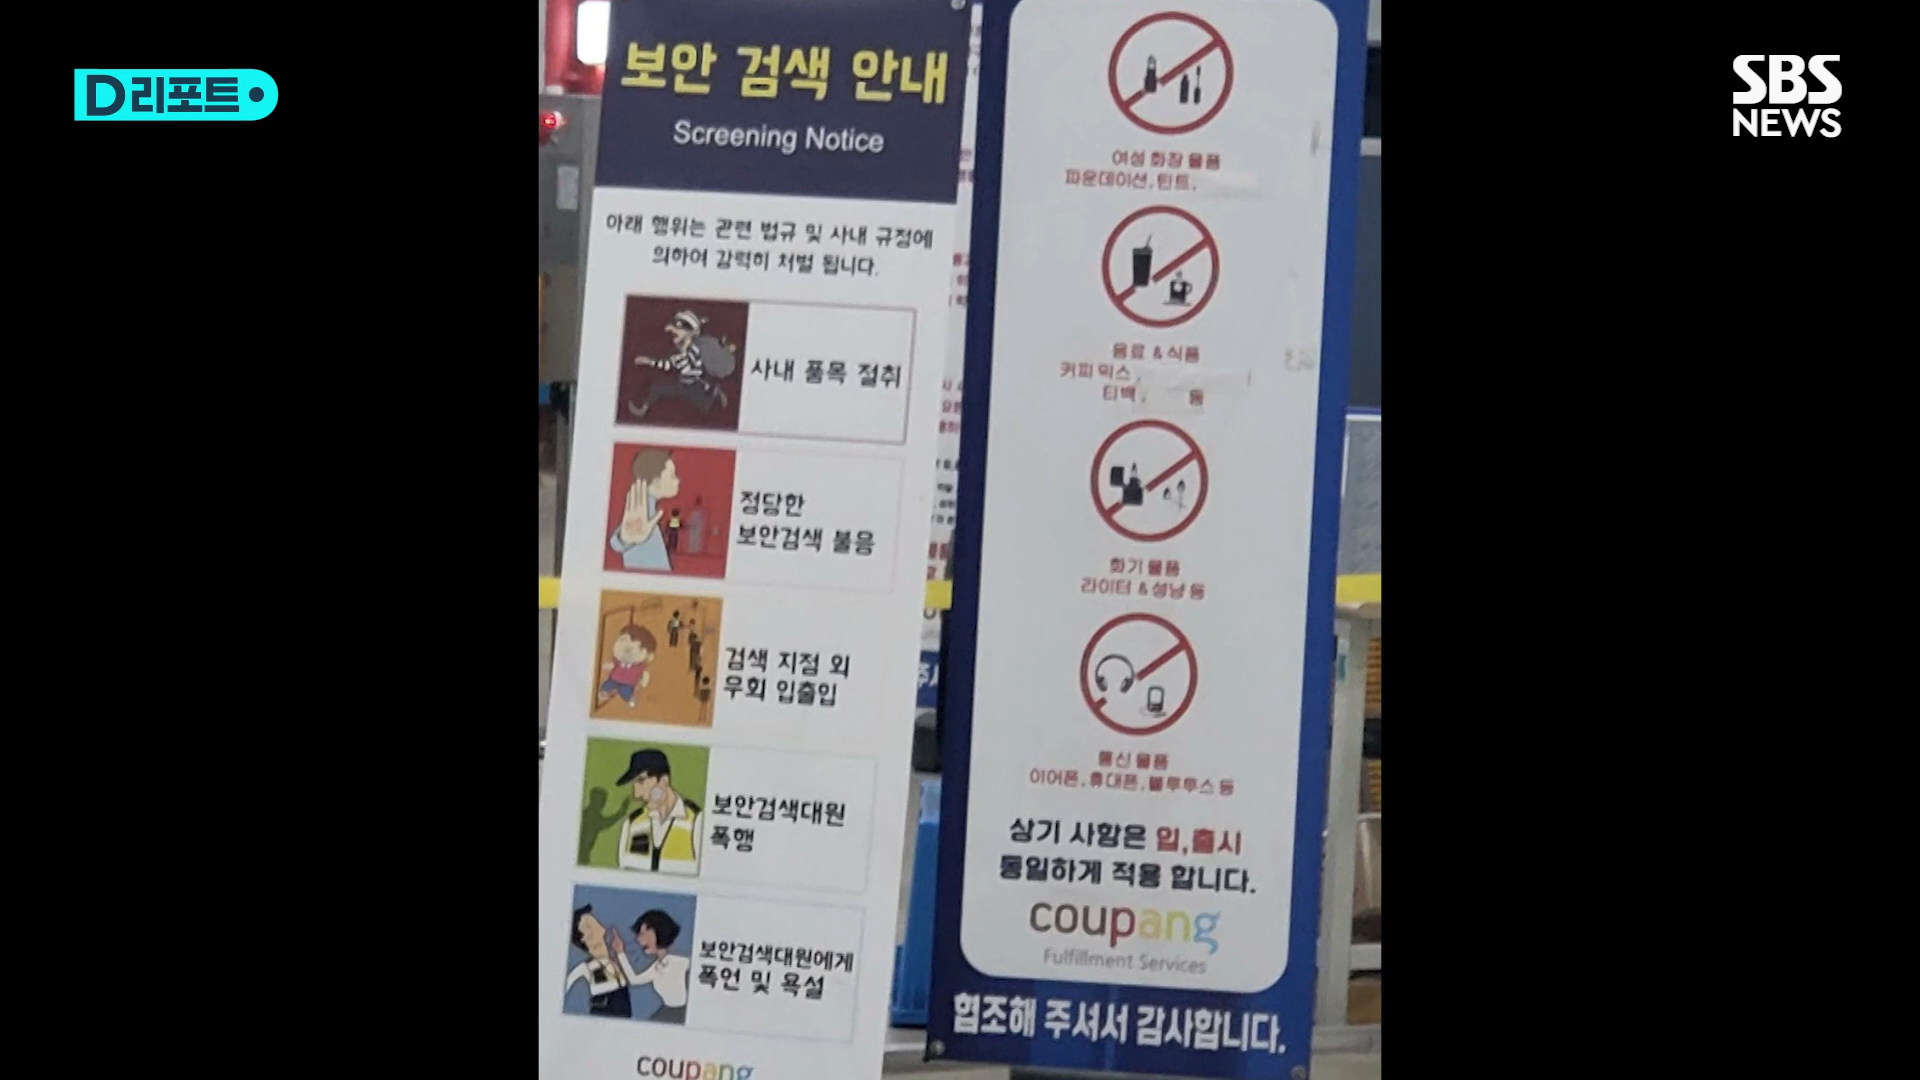 D리포트
SBS
NEWS
보안 검색 안내
Screening Notice
아래 행위는 관련 법규 및 사내 규정에
의하여 강력히 처벌 됩니다.
사내 품목 절취
정당한
보안검색 불응
검색 지점 외
우회 입출입
보안검색대원
폭행
보안검색대원에게
폭언 및 욕설
coupang
여성 화장 물품
파운데이션, 틴트,
음료 & 식품
커피 믹스,
티백, 등
화기 물품
라이터 & 성냥 등
통신 물품
이어폰, 휴대폰, 블루투스 등
상기 사항은 입,출시
동일하게 적용 합니다.
coupang
Fulfillment Services
협조해 주셔서 감사합니다.